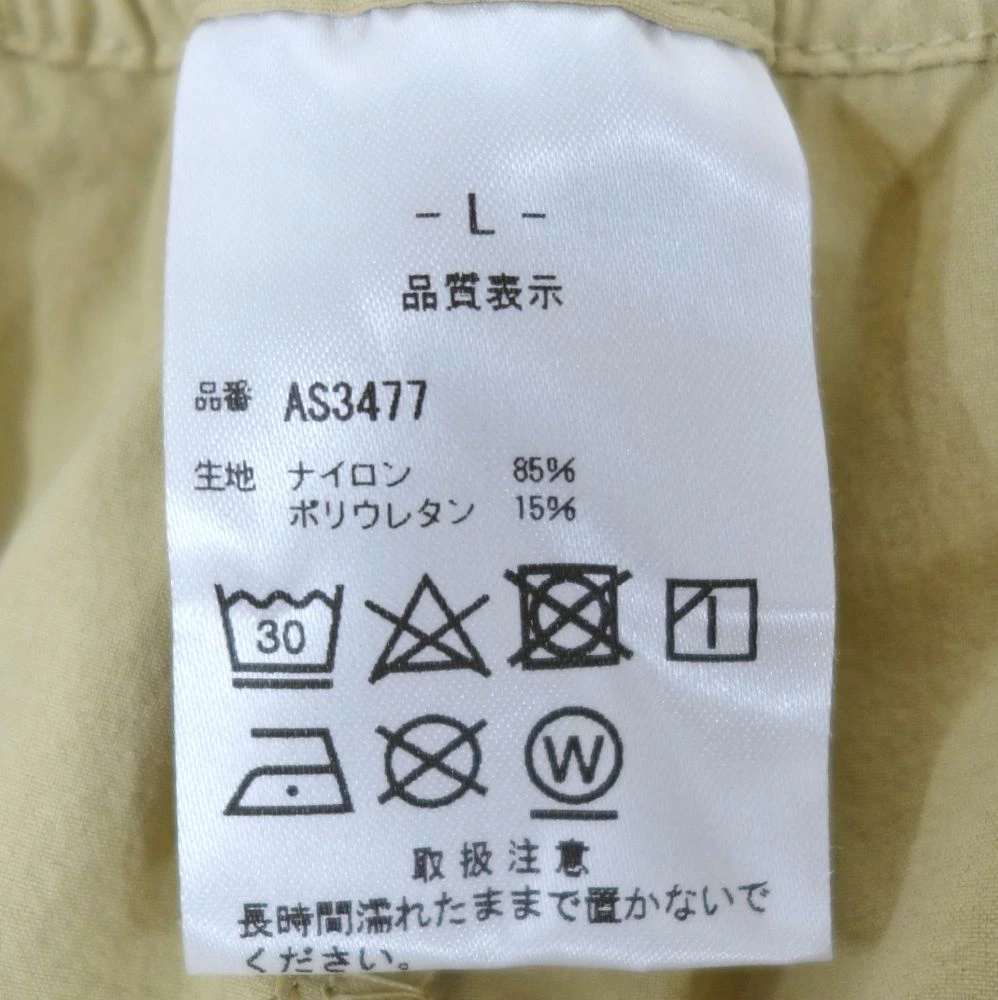 - L -
品質表示
品番 AS3477
生地 ナイロン 85%
ポリウレタン 15%
30
W
取扱注意
長時間濡れたままで置かないで
ください。